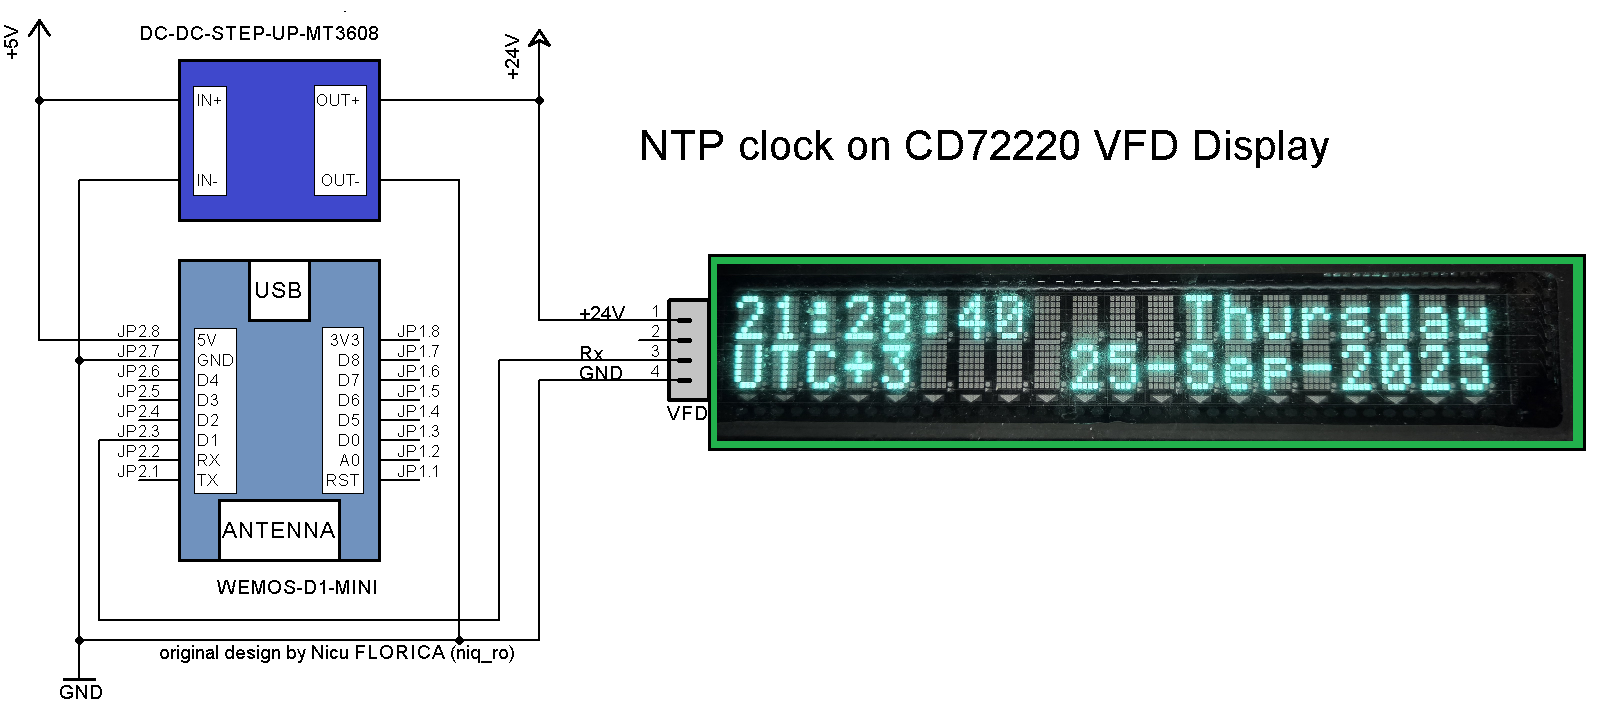 +5V
DC-DC-STEP-UP-MT3608
+24V
IN+
OUT+
IN-
OUT-
NTP clock on CD72220 VFD Display
USB
JP2.8
5V
3V3
JP1.8
JP2.7
GND
D8
JP1.7
JP2.6
D4
D7
JP1.6
JP2.5
D3
D6
JP1.5
JP2.4
D2
D5
JP1.4
JP2.3
D1
D0
JP1.3
JP2.2
RX
A0
JP1.2
JP2.1
TX
RST
JP1.1
ANTENNA
WEMOS-D1-MINI
+24V 1
2
Rx 3
GND 4
VFD
21:28:40 Thursday
UTC+3 25-Sep-2025
original design by Nicu FLORICA (niq_ro)
GND